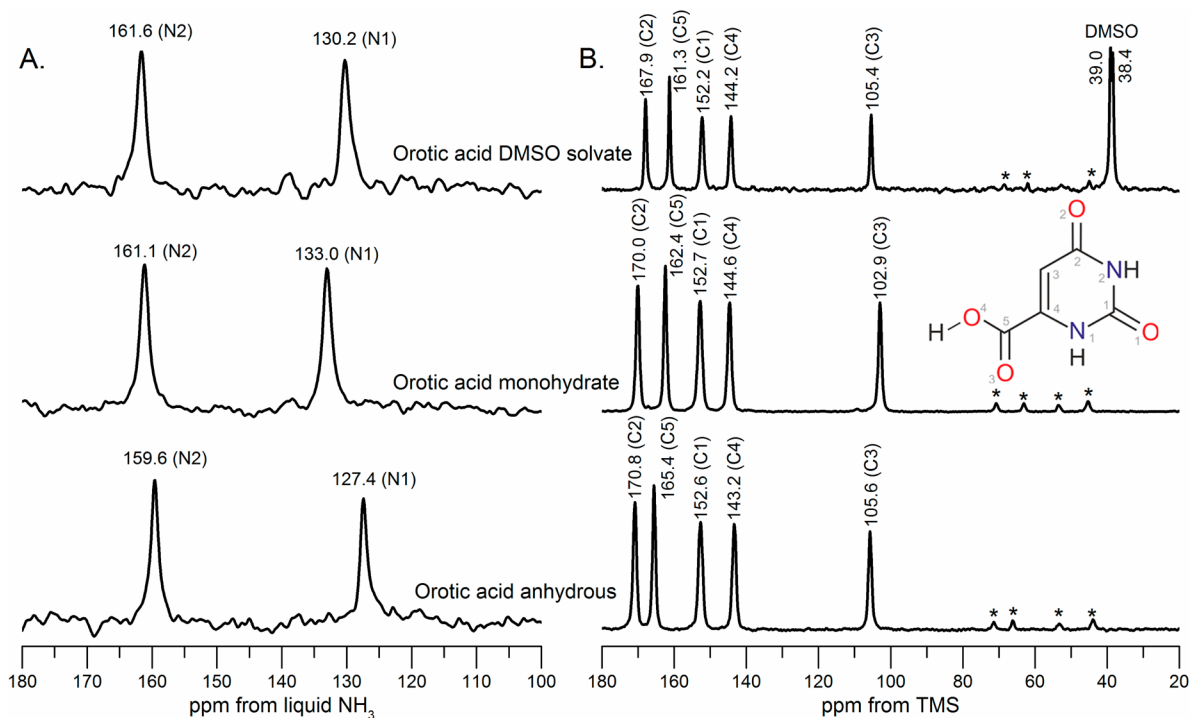 A.
161.6 (N2)
130.2 (N1)
Orotic acid DMSO solvate
161.1 (N2)
133.0 (N1)
Orotic acid monohydrate
159.6 (N2)
127.4 (N1)
Orotic acid anhydrous
180 160 150 140 130 120 110 100
ppm from liquid NH₃
B.
167.9 (C2)
161.3 (C5)
152.2 (C1)
144.2 (C4)
105.4 (C3)
DMSO
39.0
38.4
* * *
170.0 (C2)
162.4 (C5)
152.7 (C1)
144.6 (C4)
102.9 (C3)
* * * *
O 2
2
3 NH 2
O 4
5 4 1
H N 1 O 1
O 3 H
170.8 (C2)
165.4 (C5)
152.6 (C1)
143.2 (C4)
105.6 (C3)
* * * *
180 160 140 120 100 80 60 40 20
ppm from TMS